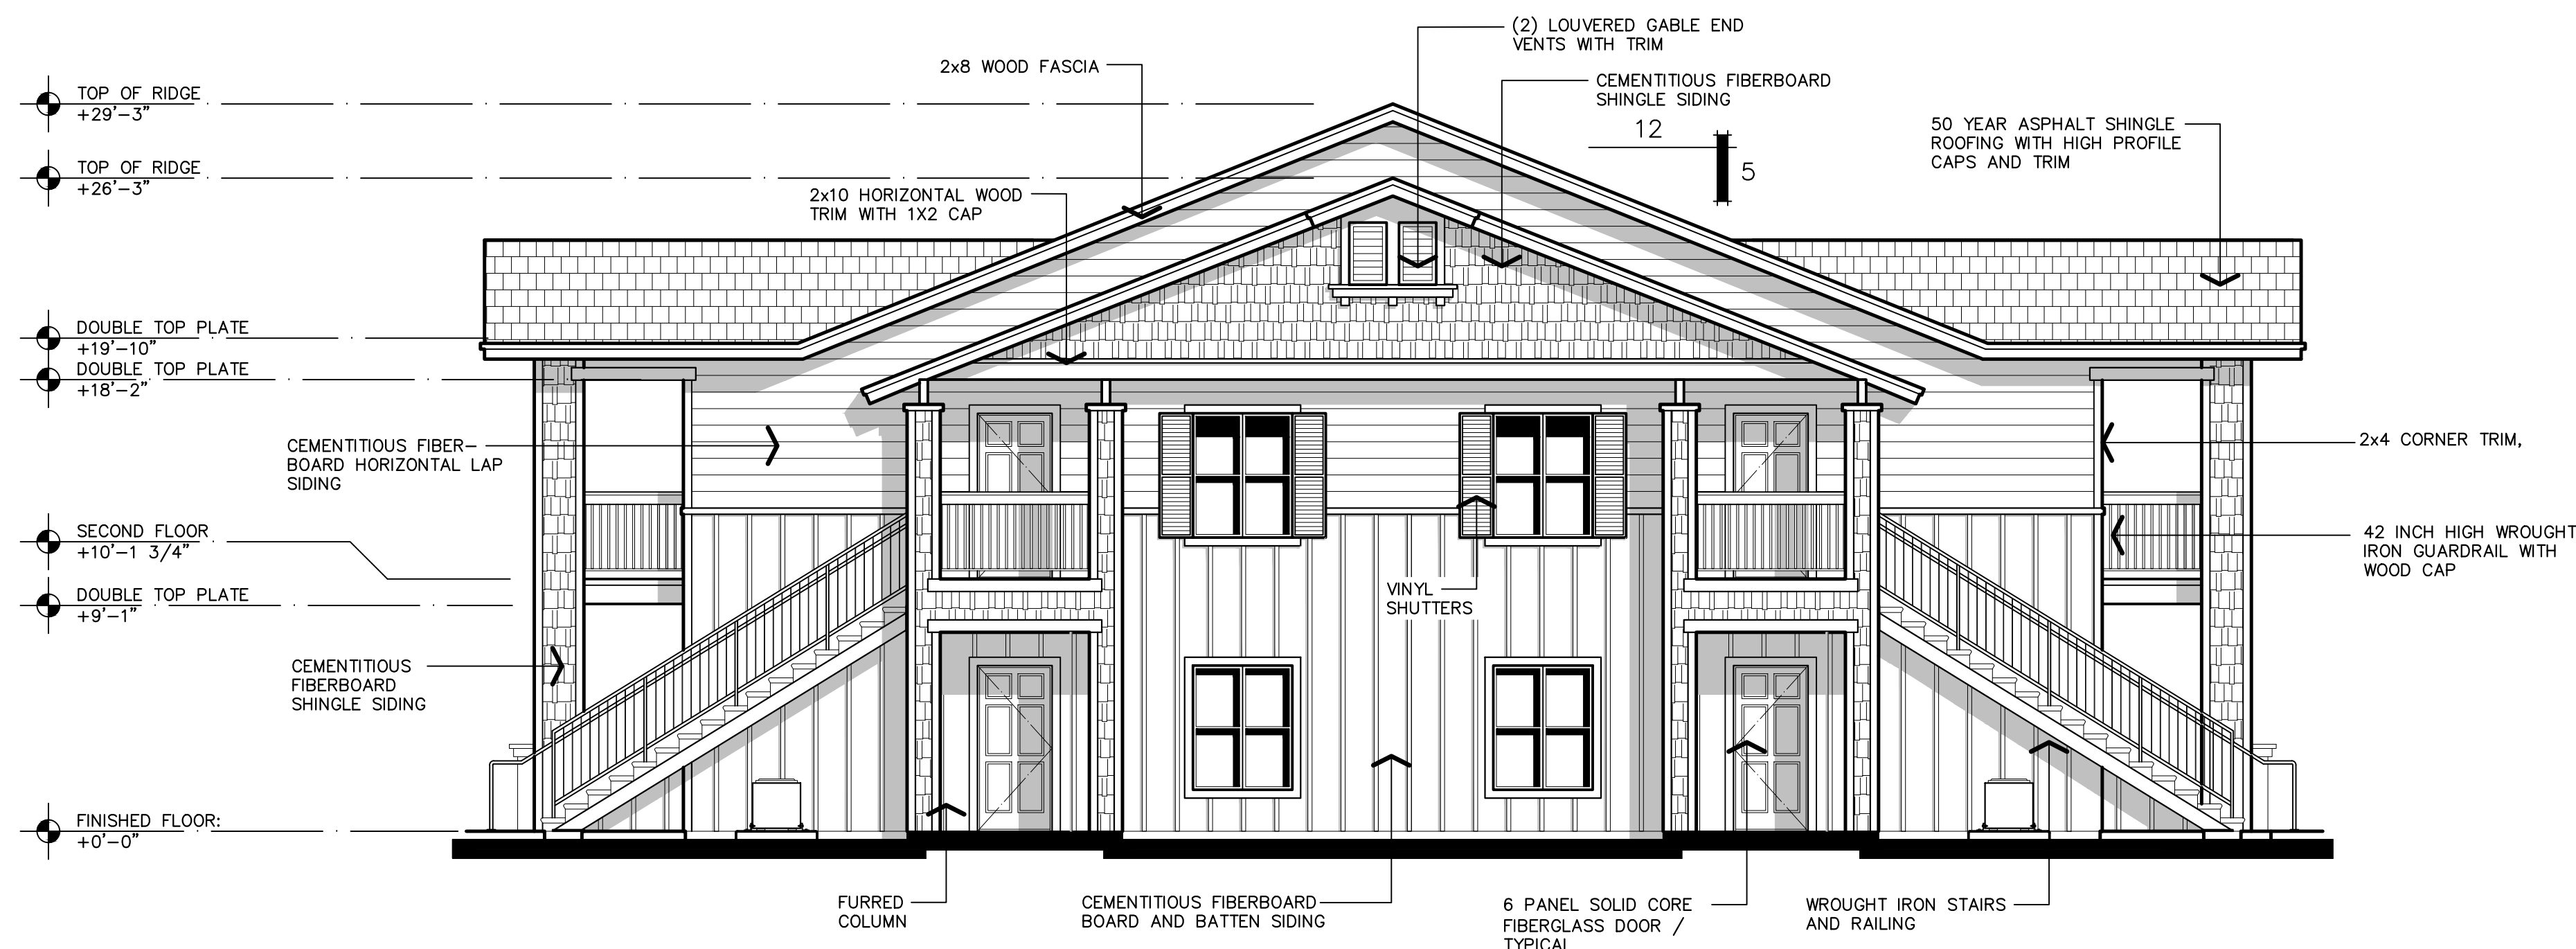 (2) LOUVERED GABLE END
VENTS WITH TRIM
2x8 WOOD FASCIA
CEMENTITIOUS FIBERBOARD
SHINGLE SIDING
TOP OF RIDGE
+29'-3"
12
5
50 YEAR ASPHALT SHINGLE
ROOFING WITH HIGH PROFILE
CAPS AND TRIM
TOP OF RIDGE
+26'-3"
2x10 HORIZONTAL WOOD
TRIM WITH 1X2 CAP
DOUBLE TOP PLATE
+19'-10"
DOUBLE TOP PLATE
+18'-2"
CEMENTITIOUS FIBER-
BOARD HORIZONTAL LAP
SIDING
2x4 CORNER TRIM,
SECOND FLOOR
+10'-1 3/4"
42 INCH HIGH WROUGHT
IRON GUARDRAIL WITH
WOOD CAP
DOUBLE TOP PLATE
+9'-1"
VINYL
SHUTTERS
CEMENTITIOUS
FIBERBOARD
SHINGLE SIDING
FINISHED FLOOR:
+0'-0"
FURRED
COLUMN
CEMENTITIOUS FIBERBOARD
BOARD AND BATTEN SIDING
6 PANEL SOLID CORE
FIBERGLASS DOOR /
TYPICAL
WROUGHT IRON STAIRS
AND RAILING